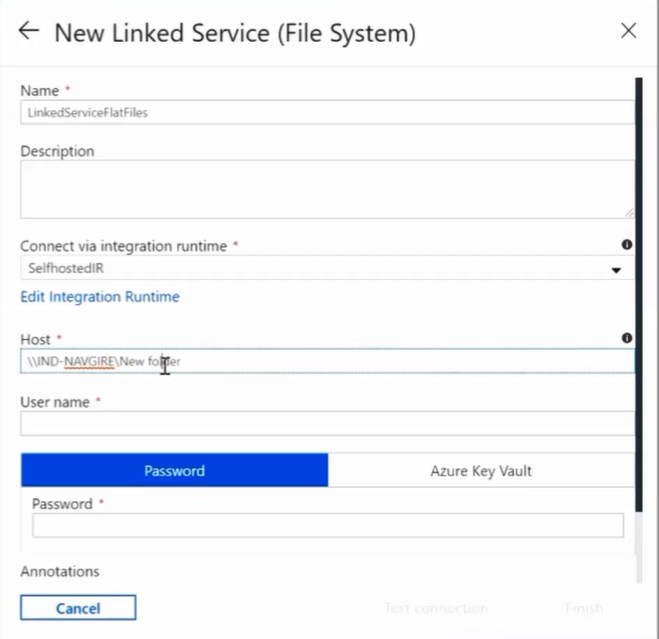 New Linked Service (File System)
Name *
LinkedServiceFlatFiles
Description
Connect via integration runtime *
SelfhostedIR
Edit Integration Runtime
Host *
\\IND-NAVGIRE\New folder
User name *
Password
Azure Key Vault
Password *
Annotations
Cancel
Test connection
Finish